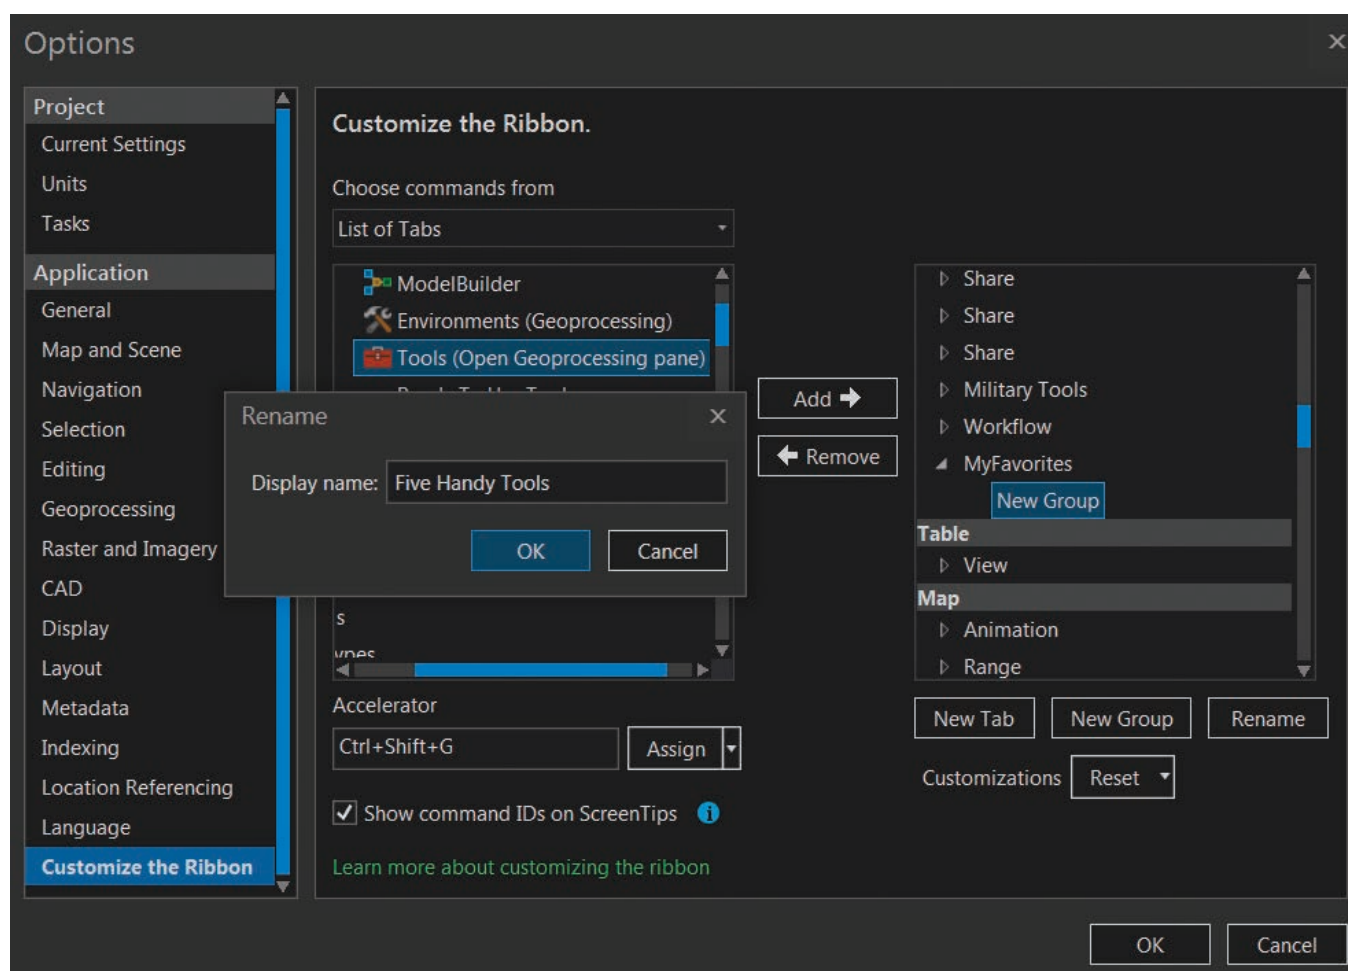 Options
Project
Current Settings
Units
Tasks
Application
General
Map and Scene
Navigation
Selection
Editing
Geoprocessing
Raster and Imagery
CAD
Display
Layout
Metadata
Indexing
Location Referencing
Language
Customize the Ribbon
Customize the Ribbon.
Choose commands from
List of Tabs
ModelBuilder
Environments (Geoprocessing)
Tools (Open Geoprocessing pane)
Rename
Display name: Five Handy Tools
OK Cancel
s
Accelerator
Ctrl+Shift+G Assign
Show command IDs on ScreenTips
Learn more about customizing the ribbon
Add
Remove
Share
Share
Share
Military Tools
Workflow
MyFavorites
New Group
Table
View
Map
Animation
Range
New Tab New Group Rename
Customizations Reset
OK Cancel